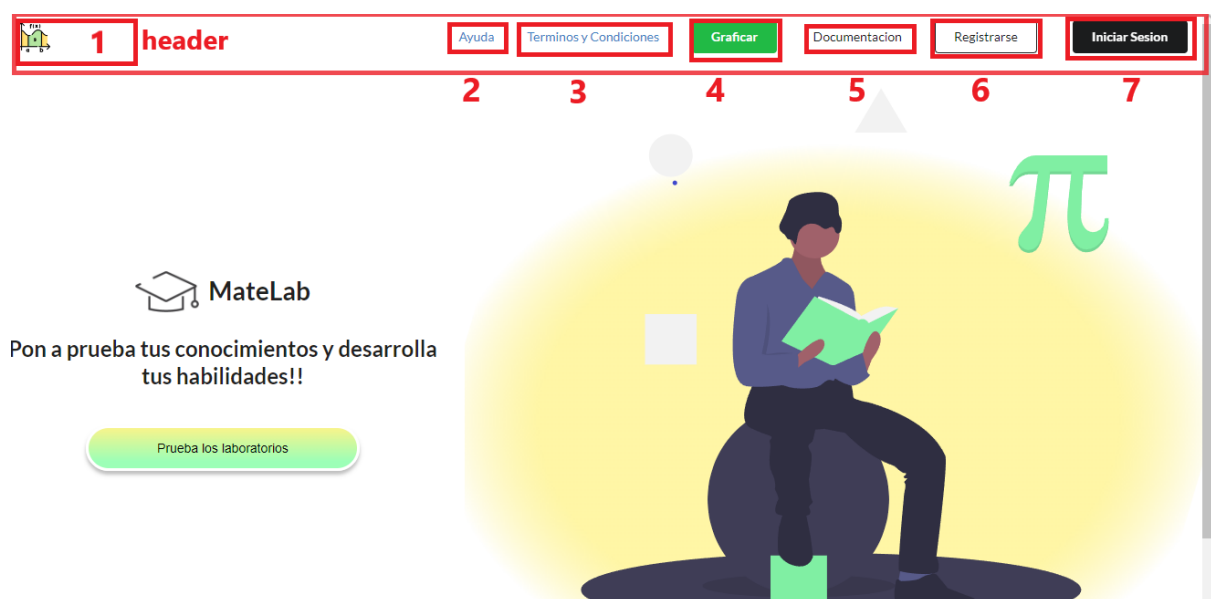 f(x)
1 header Ayuda Terminos y Condiciones Graficar Documentacion Registrarse Iniciar Sesion
2 3 4 5 6 7
π
MateLab
Pon a prueba tus conocimientos y desarrolla
tus habilidades!!
Prueba los laboratorios